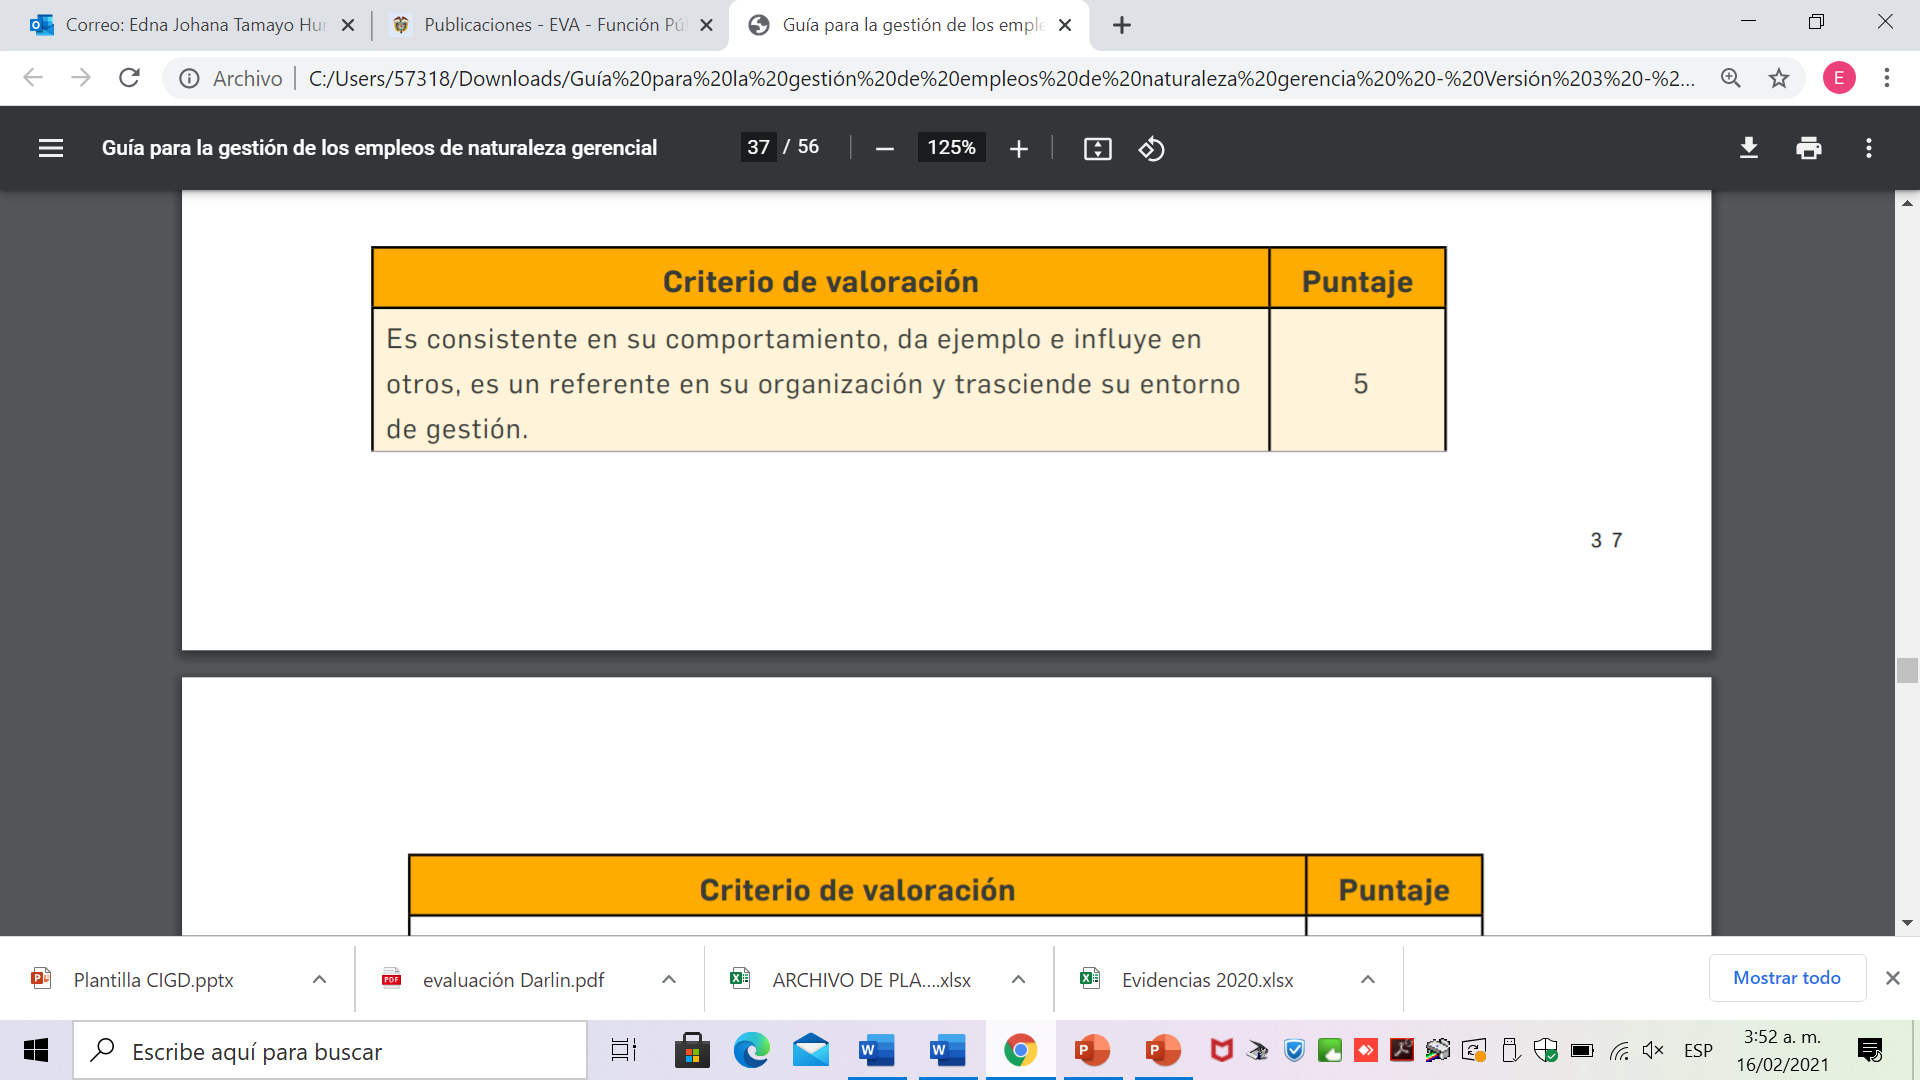 Correo: Edna Johana Tamayo Hur
Publicaciones - EVA - Función Pú
Guía para la gestión de los emple
Archivo
C:/Users/57318/Downloads/Guía%20para%20la%20gestión%20de%20empleos%20de%20naturaleza%20gerencia%20%20-%20Versión%203%20-%2...
E
Guía para la gestión de los empleos de naturaleza gerencial
37 / 56
125%
Criterio de valoración
Puntaje
Es consistente en su comportamiento, da ejemplo e influye en
otros, es un referente en su organización y trasciende su entorno
de gestión.
5
3 7
Criterio de valoración
Puntaje
Plantilla CIGD.pptx
evaluación Darlin.pdf
ARCHIVO DE PLA....xlsx
Evidencias 2020.xlsx
Mostrar todo
Escribe aquí para buscar
ESP
3:52 a. m.
16/02/2021